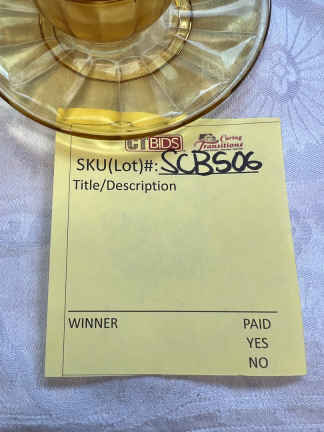 CTBIDS Caring Transitions
SKU(Lot)#: SCBS06
Title/Description
WINNER PAID
YES
NO